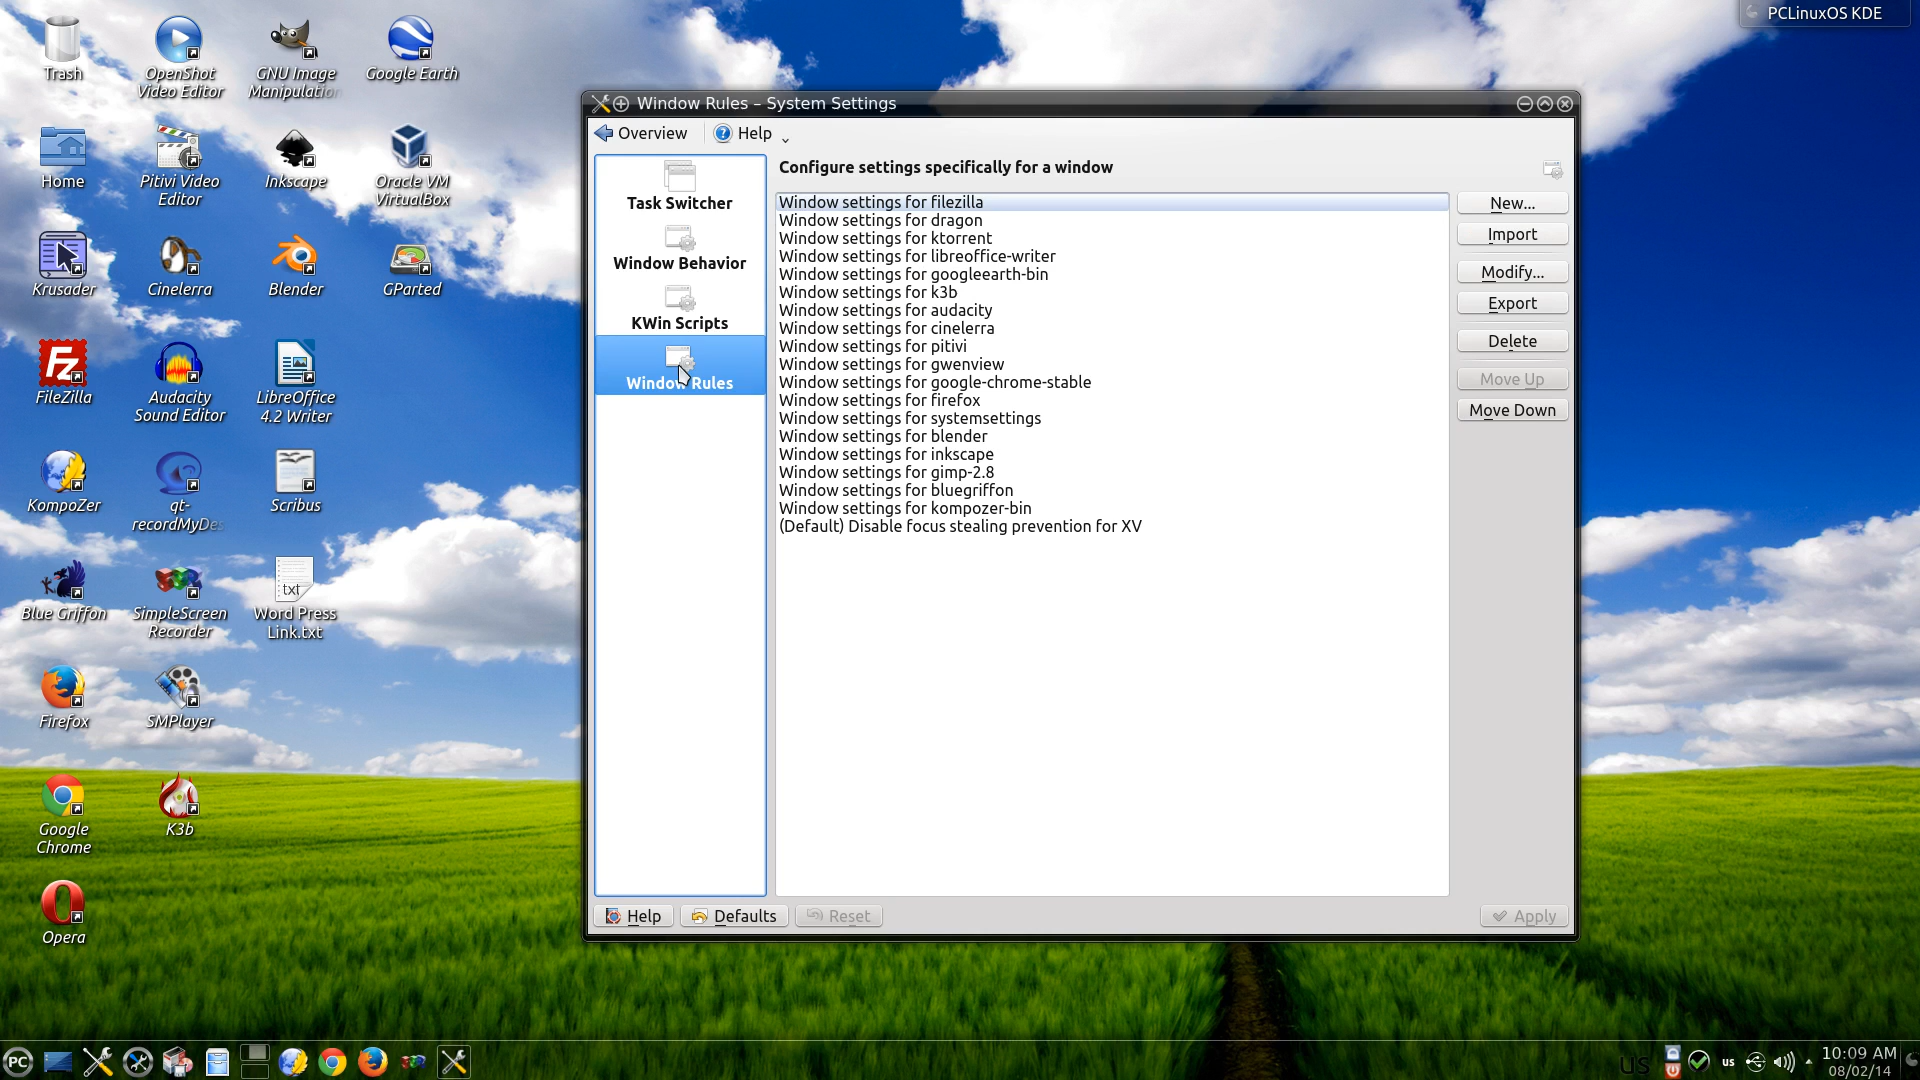 PCLinuxOS KDE
Trash
OpenShot
Video Editor
GNU Image
Manipulation
Google Earth
Home
Pitivi Video
Editor
Inkscape
Oracle VM
VirtualBox
Krusader
Cinelerra
Blender
GParted
Fz
FileZilla
Audacity
Sound Editor
LibreOffice
4.2 Writer
KompoZer
qt-
recordMyDes
Scribus
Blue Griffon
SimpleScreen
Recorder
txt
Word Press
Link.txt
Firefox
SMPlayer
Google
Chrome
K3b
Opera
Window Rules – System Settings
Overview
Help
Task Switcher
Window Behavior
KWin Scripts
Window Rules
Configure settings specifically for a window
Window settings for filezilla
Window settings for dragon
Window settings for ktorrent
Window settings for libreoffice-writer
Window settings for googleearth-bin
Window settings for k3b
Window settings for audacity
Window settings for cinelerra
Window settings for pitivi
Window settings for gwenview
Window settings for google-chrome-stable
Window settings for firefox
Window settings for systemsettings
Window settings for blender
Window settings for inkscape
Window settings for gimp-2.8
Window settings for bluegriffon
Window settings for kompozer-bin
(Default) Disable focus stealing prevention for XV
New...
Import
Modify...
Export
Delete
Move Up
Move Down
Help
Defaults
Reset
Apply
PC
us
us
10:09 AM
08/02/14